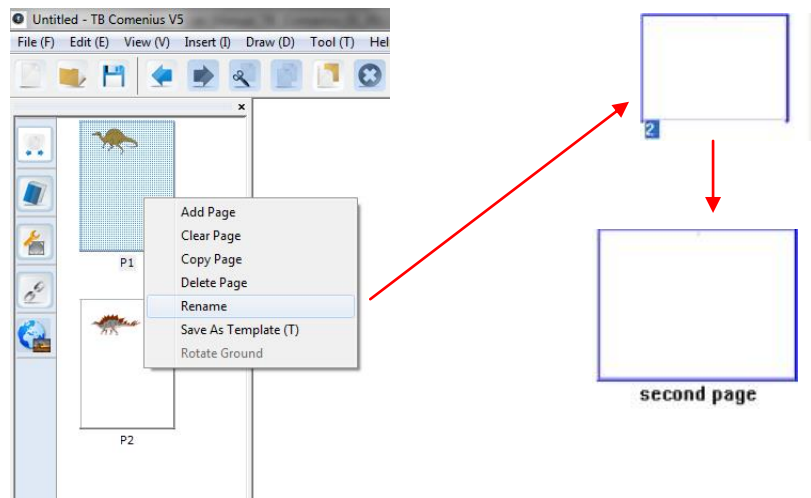 Untitled - TB Comenius V5
File (F) Edit (E) View (V) Insert (I) Draw (D) Tool (T) Hel
P1
Add Page
Clear Page
Copy Page
Delete Page
Rename
Save As Template (T)
Rotate Ground
P2
2
second page